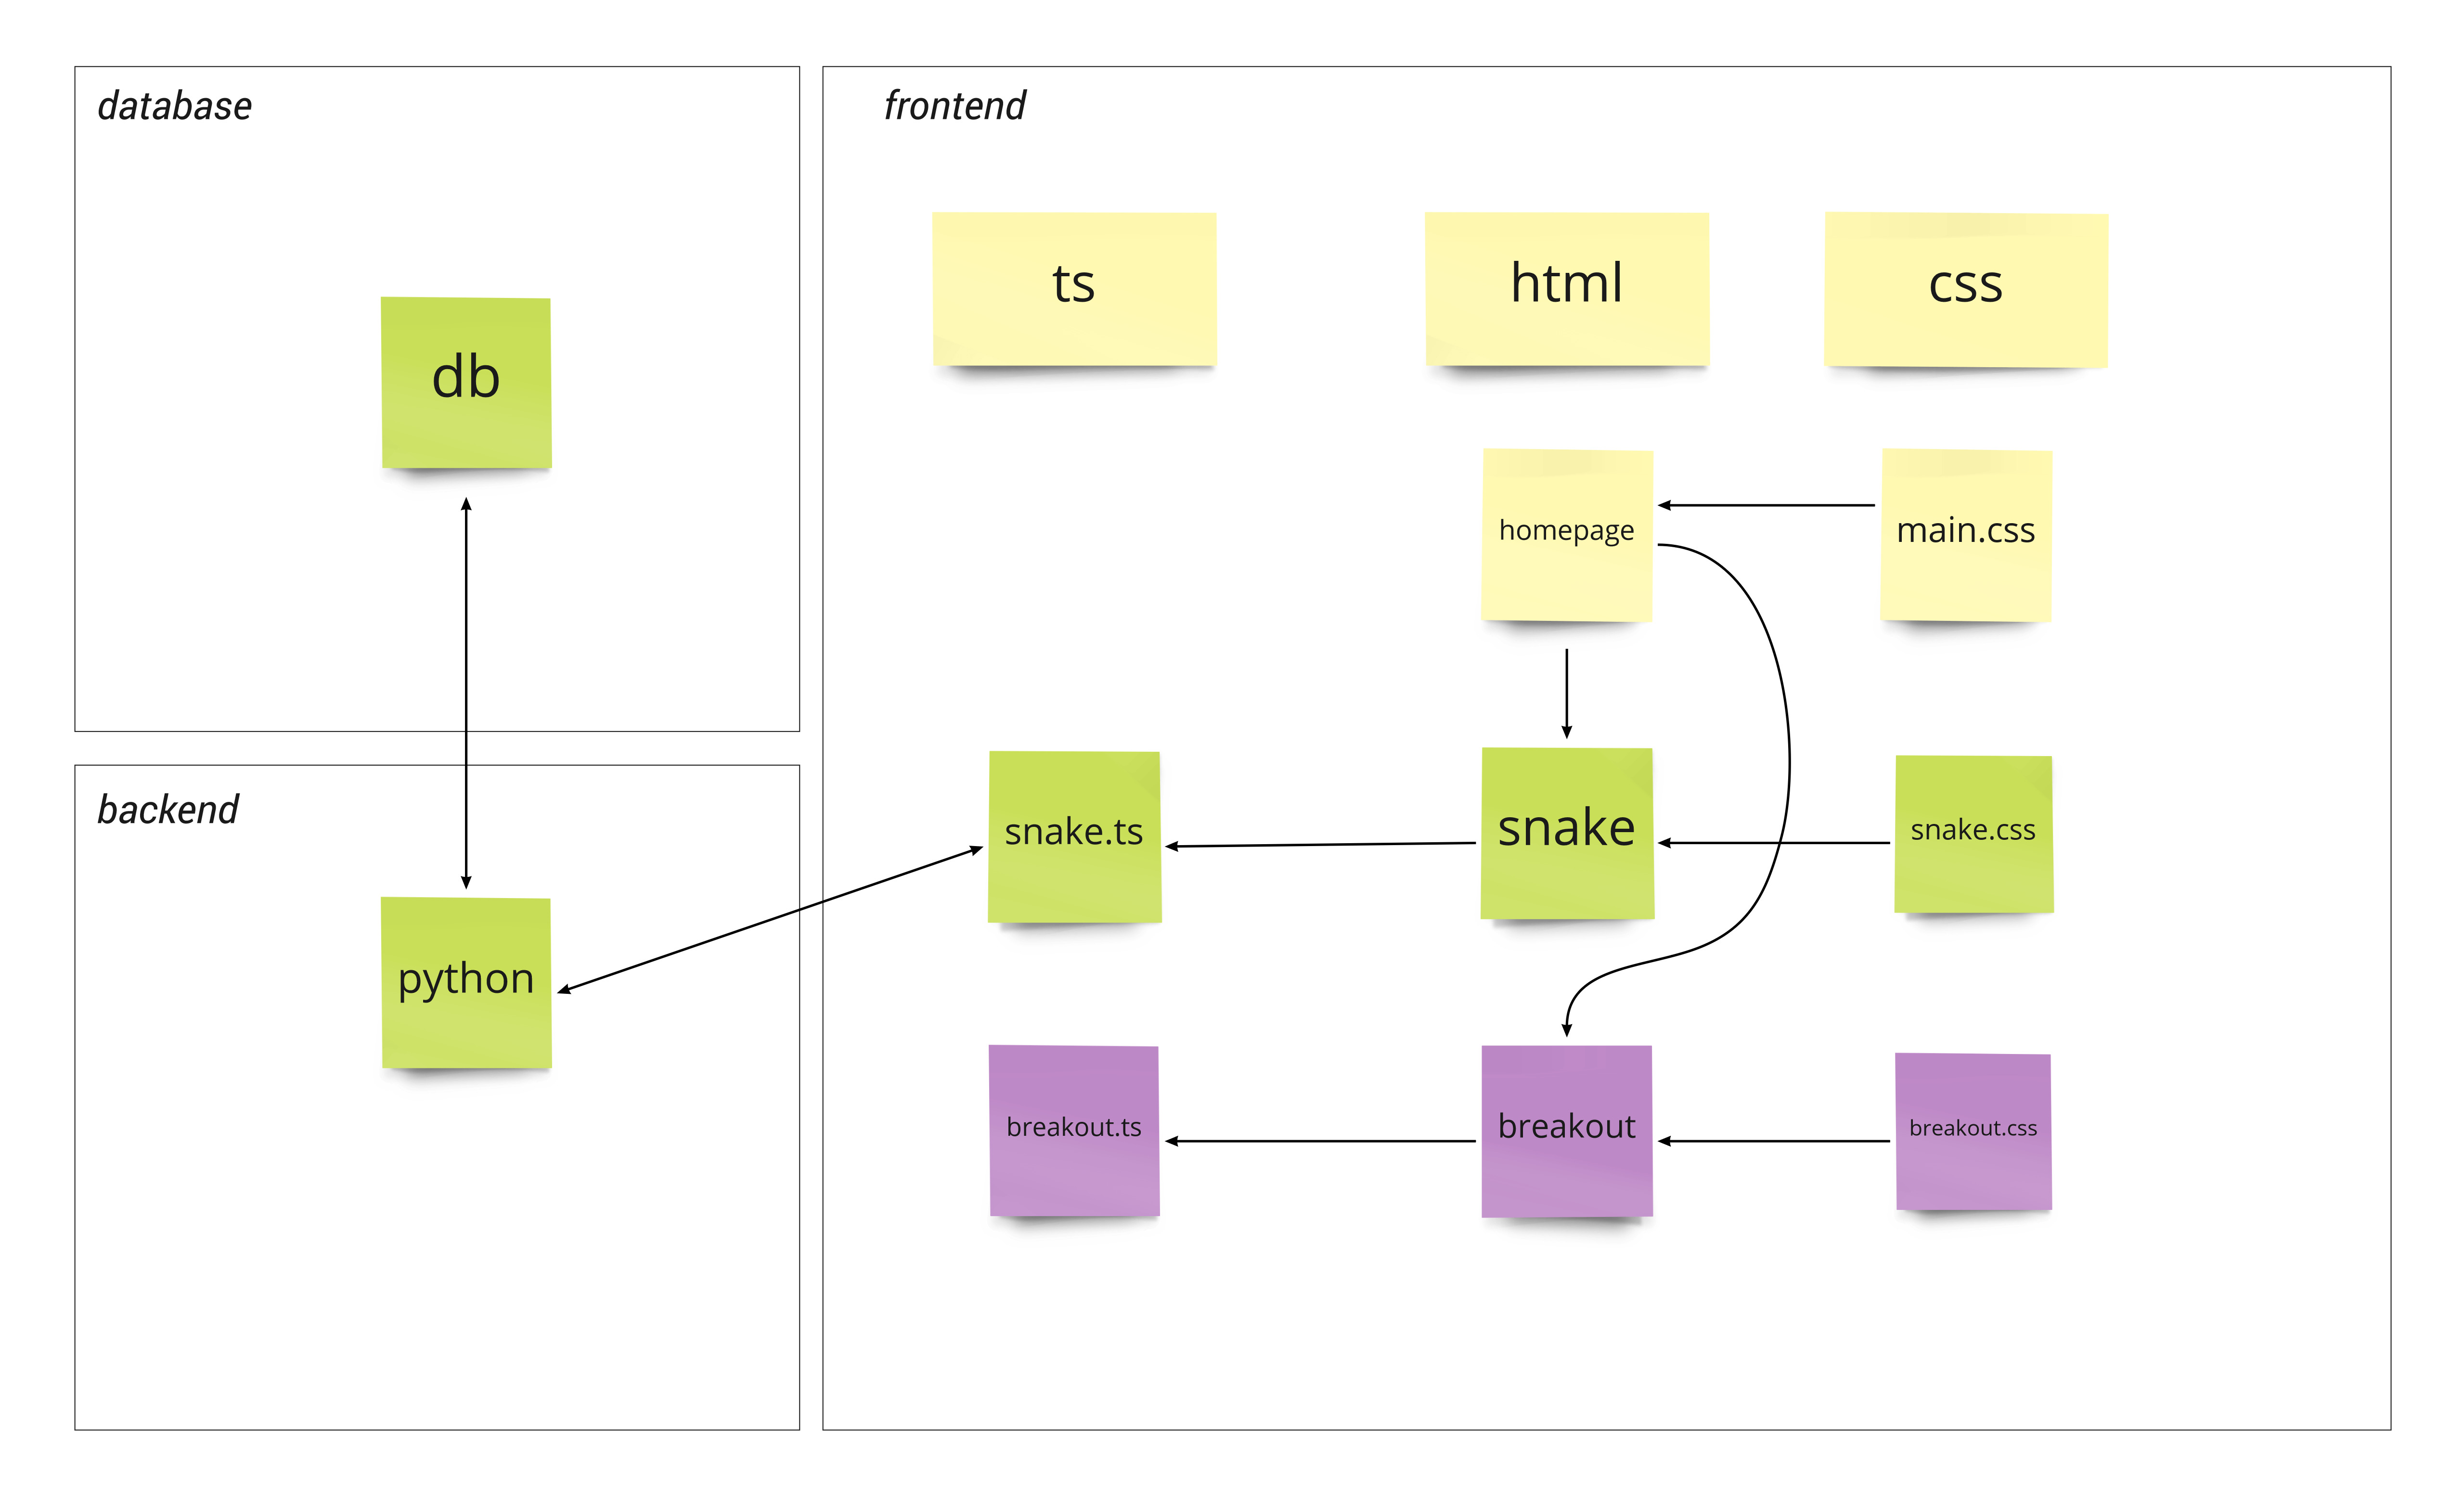 database
frontend
ts
html
css
db
homepage
main.css
backend
snake.ts
snake
snake.css
python
breakout.ts
breakout
breakout.css